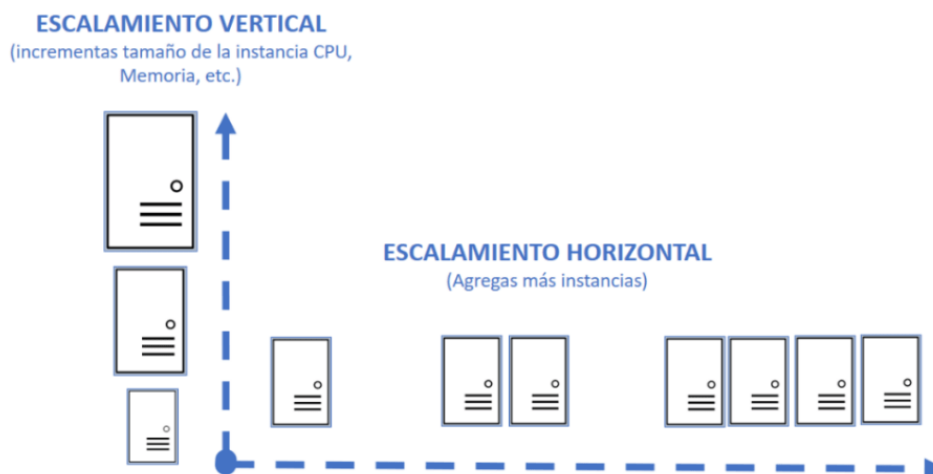 ESCALAMIENTO VERTICAL
(incrementas tamaño de la instancia CPU,
Memoria, etc.)
ESCALAMIENTO HORIZONTAL
(Agregas más instancias)